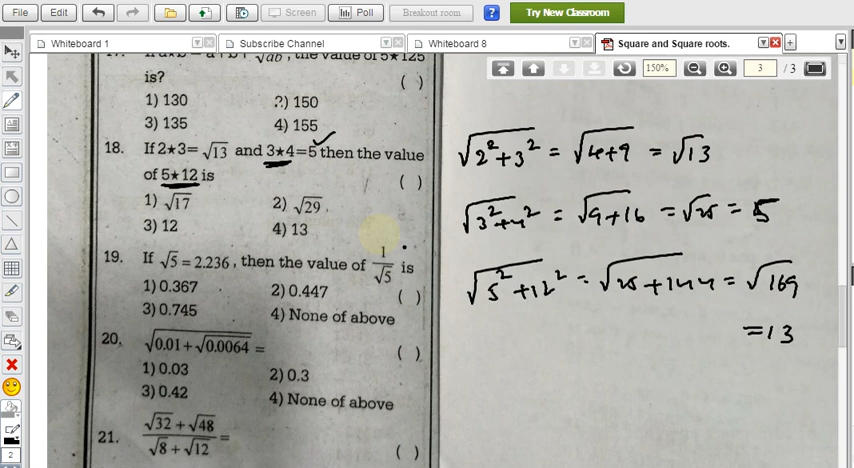 File Edit Screen Poll Breakout room ? Try New Classroom
Whiteboard 1 Subscribe Channel Whiteboard 8 Square and Square roots.
150% 3 / 3
√ab , the value of 5★125
is? ( )
1) 130 2) 150
3) 135 4) 155
18. If 2★3= √13 and 3★4=5 then the value
of 5★12 is ( )
1) √17 2) √29
3) 12 4) 13
19. If √5 = 2.236, then the value of 1/√5 is
1) 0.367 2) 0.447 ( )
3) 0.745 4) None of above
20. √(0.01 + √0.0064) = ( )
1) 0.03 2) 0.3
3) 0.42 4) None of above
21. (√32 + √48)/(√8 + √12) = ( )
√(2² + 3²) = √(4+9) = √13
√(3² + 4²) = √(9+16) = √25 = 5
√(5² + 12²) = √(25+144) = √169
= 13
2